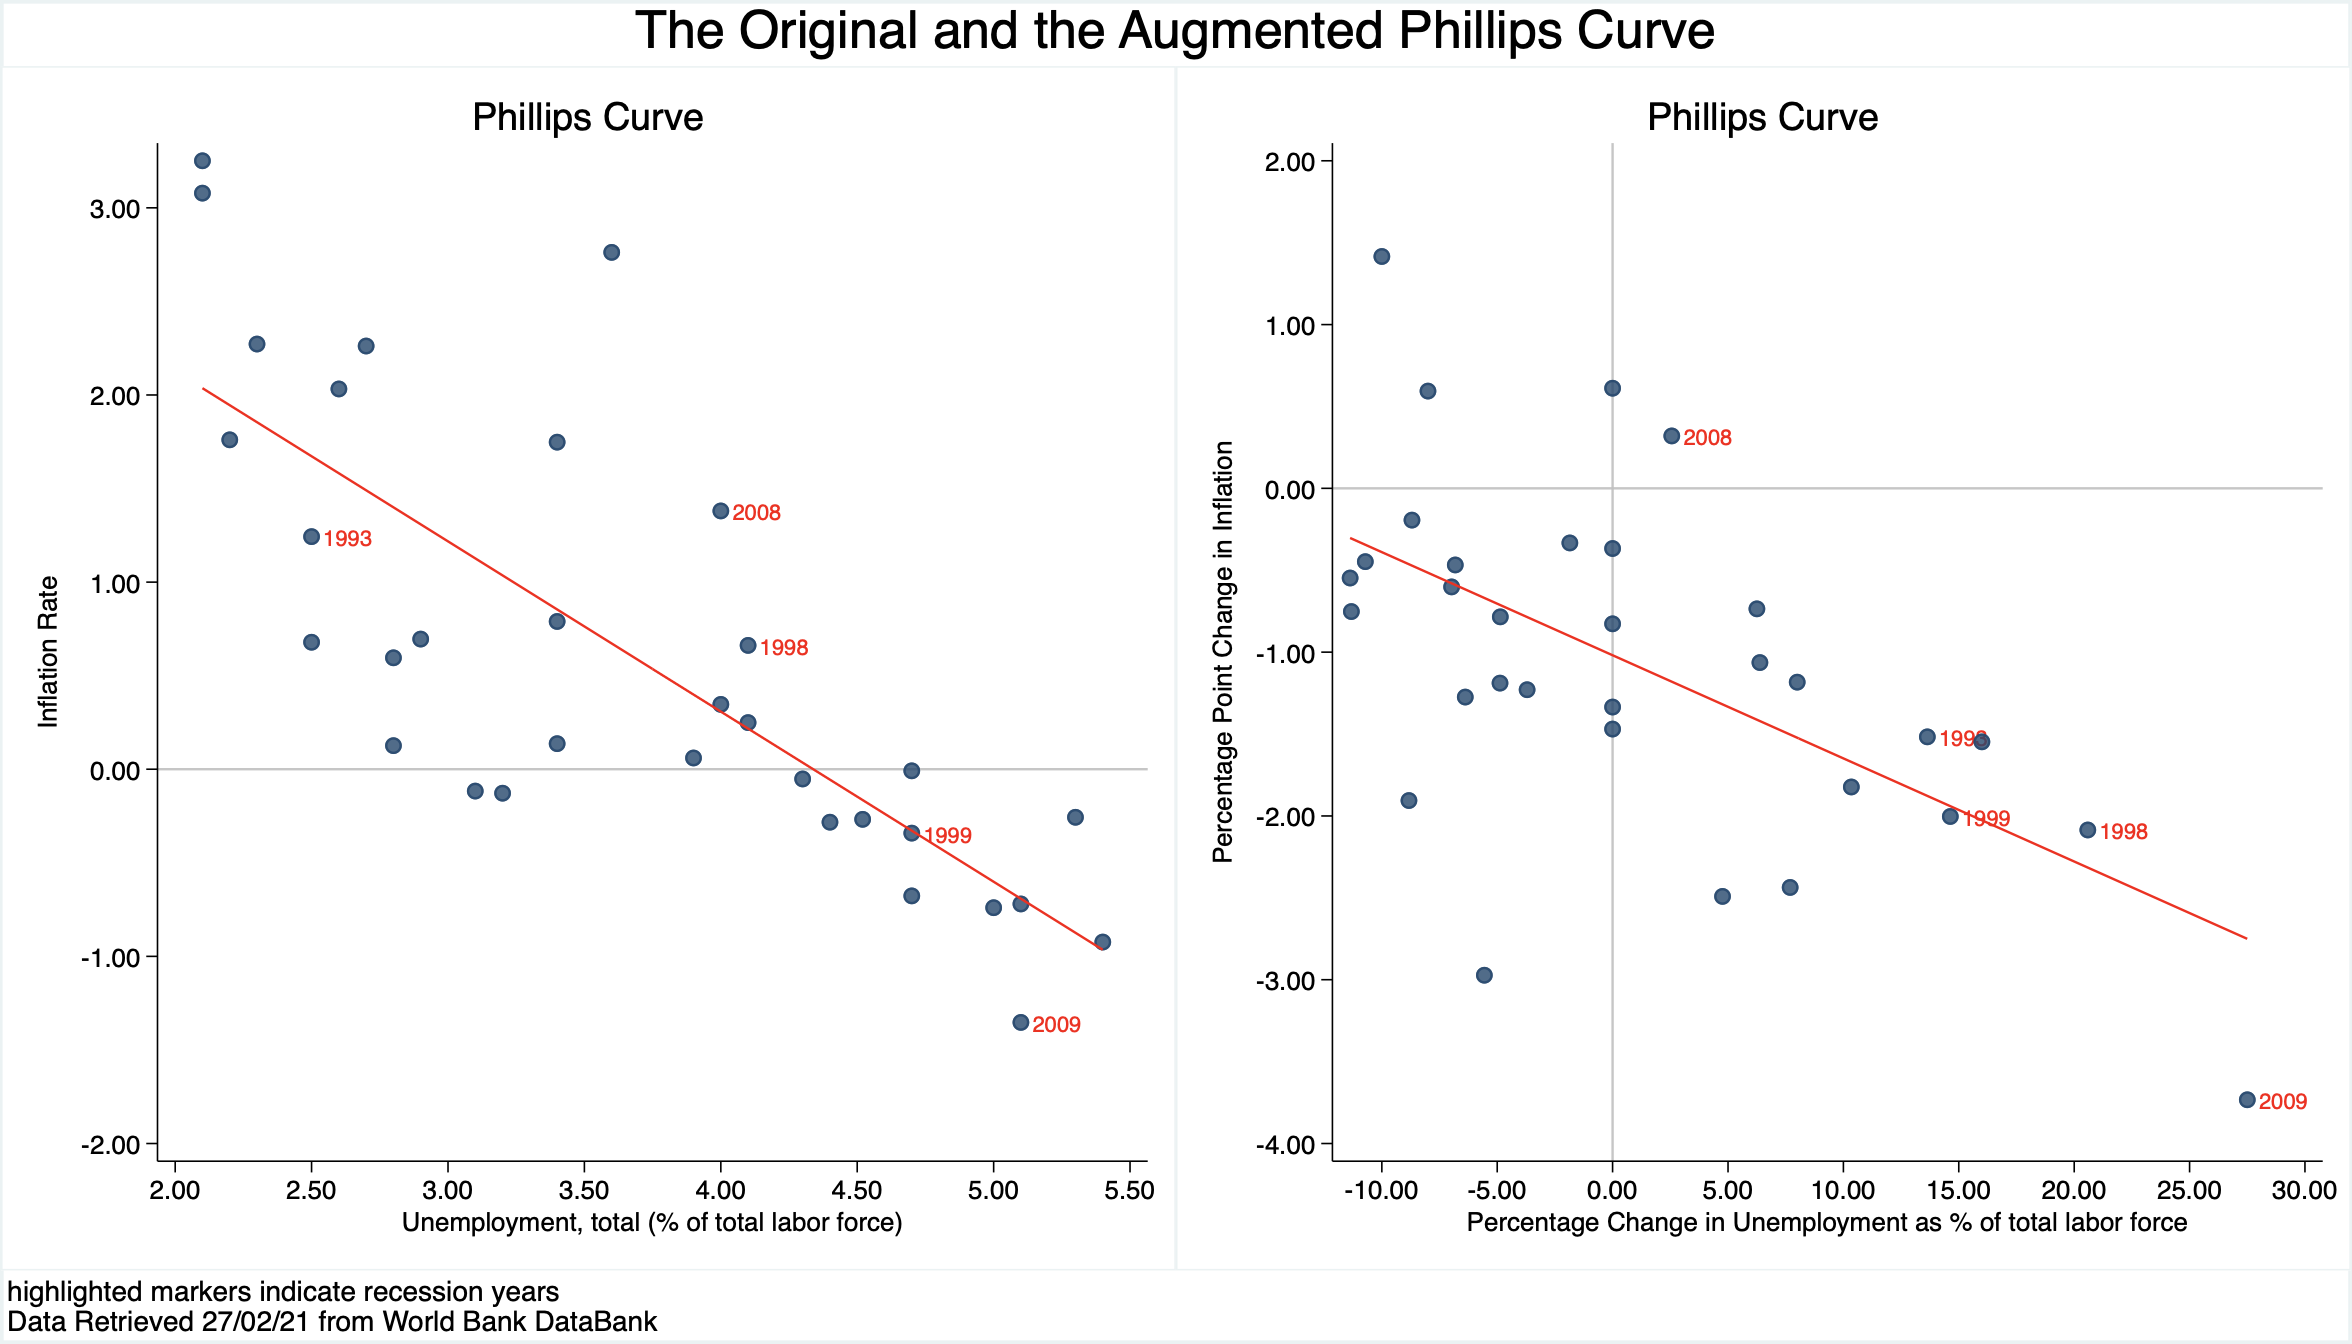 The Original and the Augmented Phillips Curve
Phillips Curve
3.00
2.00
1.00
0.00
-1.00
-2.00
Inflation Rate
2008
1993
1998
1999
2009
2.00 2.50 3.00 3.50 4.00 4.50 5.00 5.50
Unemployment, total (% of total labor force)
Phillips Curve
2.00
1.00
0.00
-1.00
-2.00
-3.00
-4.00
Percentage Point Change in Inflation
2008
1993
1999
1998
2009
-10.00 -5.00 0.00 5.00 10.00 15.00 20.00 25.00 30.00
Percentage Change in Unemployment as % of total labor force
highlighted markers indicate recession years
Data Retrieved 27/02/21 from World Bank DataBank